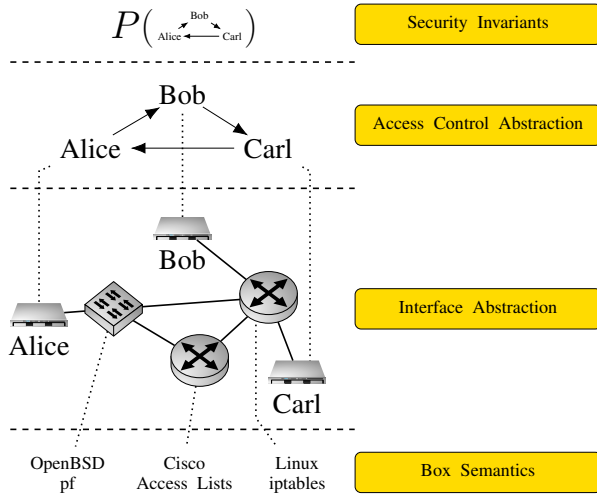 P( Bob
Alice Carl )
Security Invariants
Bob
Alice Carl
Access Control Abstraction
Bob
Alice
Carl
Interface Abstraction
OpenBSD
pf
Cisco
Access Lists
Linux
iptables
Box Semantics